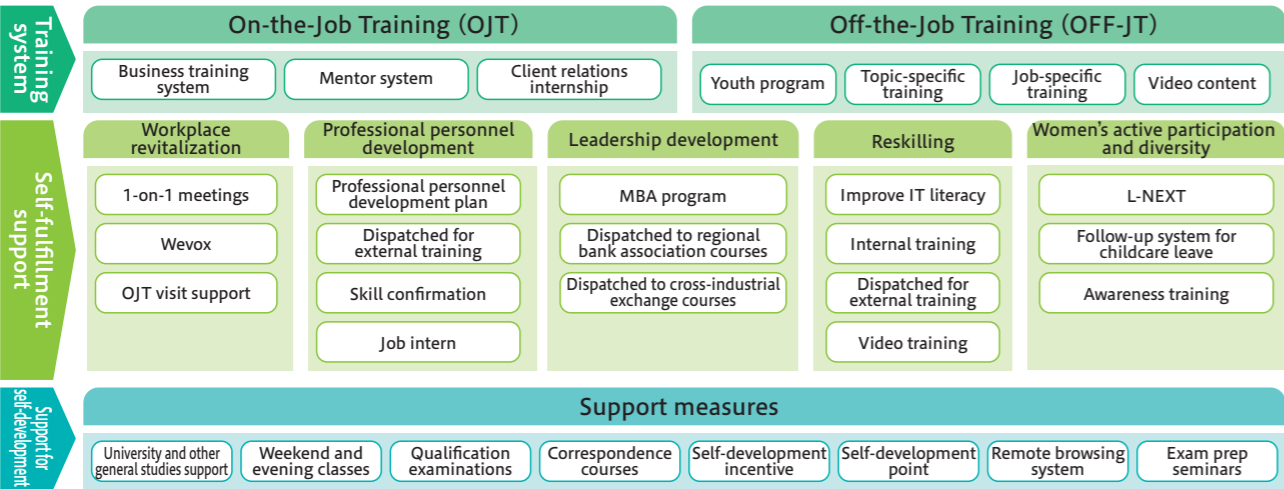 Training
system
On-the-Job Training (OJT)
Business training
system
Mentor system
Client relations
internship
Off-the-Job Training (OFF-JT)
Youth program
Topic-specific
training
Job-specific
training
Video content
Self-fulfillment
support
Workplace
revitalization
1-on-1 meetings
Wevox
OJT visit support
Professional personnel
development
Professional personnel
development plan
Dispatched for
external training
Skill confirmation
Job intern
Leadership development
MBA program
Dispatched to regional
bank association courses
Dispatched to cross-industrial
exchange courses
Reskilling
Improve IT literacy
Internal training
Dispatched for
external training
Video training
Women's active participation
and diversity
L-NEXT
Follow-up system for
childcare leave
Awareness training
Support for
self-development
Support measures
University and other
general studies support
Weekend and
evening classes
Qualification
examinations
Correspondence
courses
Self-development
incentive
Self-development
point
Remote browsing
system
Exam prep
seminars